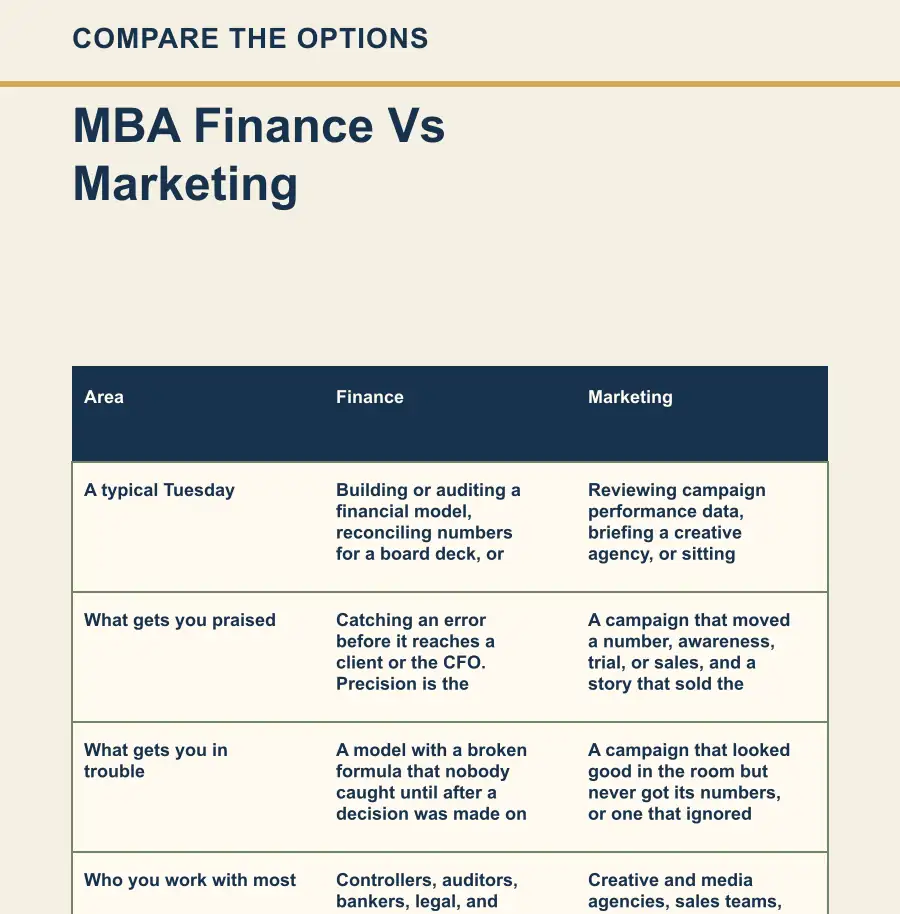 COMPARE THE OPTIONS
MBA Finance Vs
Marketing
Area
Finance
Marketing
A typical Tuesday
Building or auditing a
financial model,
reconciling numbers
for a board deck, or
Reviewing campaign
performance data,
briefing a creative
agency, or sitting
What gets you praised
Catching an error
before it reaches a
client or the CFO.
Precision is the
A campaign that moved
a number, awareness,
trial, or sales, and a
story that sold the
What gets you in
trouble
A model with a broken
formula that nobody
caught until after a
decision was made on
A campaign that looked
good in the room but
never got its numbers,
or one that ignored
Who you work with most
Controllers, auditors,
bankers, legal, and
Creative and media
agencies, sales teams,